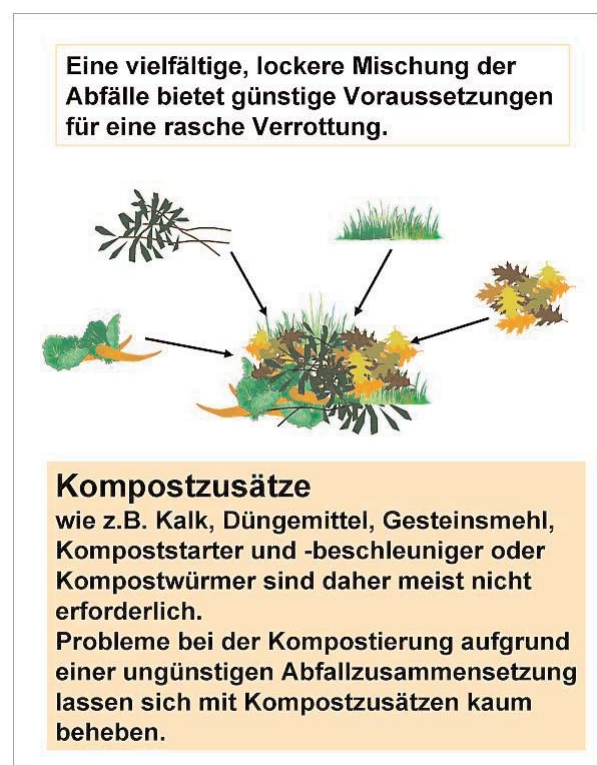 Eine vielfältige, lockere Mischung der
Abfälle bietet günstige Voraussetzungen
für eine rasche Verrottung.
Kompostzusätze
wie z.B. Kalk, Düngemittel, Gesteinsmehl,
Kompoststarter und -beschleuniger oder
Kompostwürmer sind daher meist nicht
erforderlich.
Probleme bei der Kompostierung aufgrund
einer ungünstigen Abfallzusammensetzung
lassen sich mit Kompostzusätzen kaum
beheben.